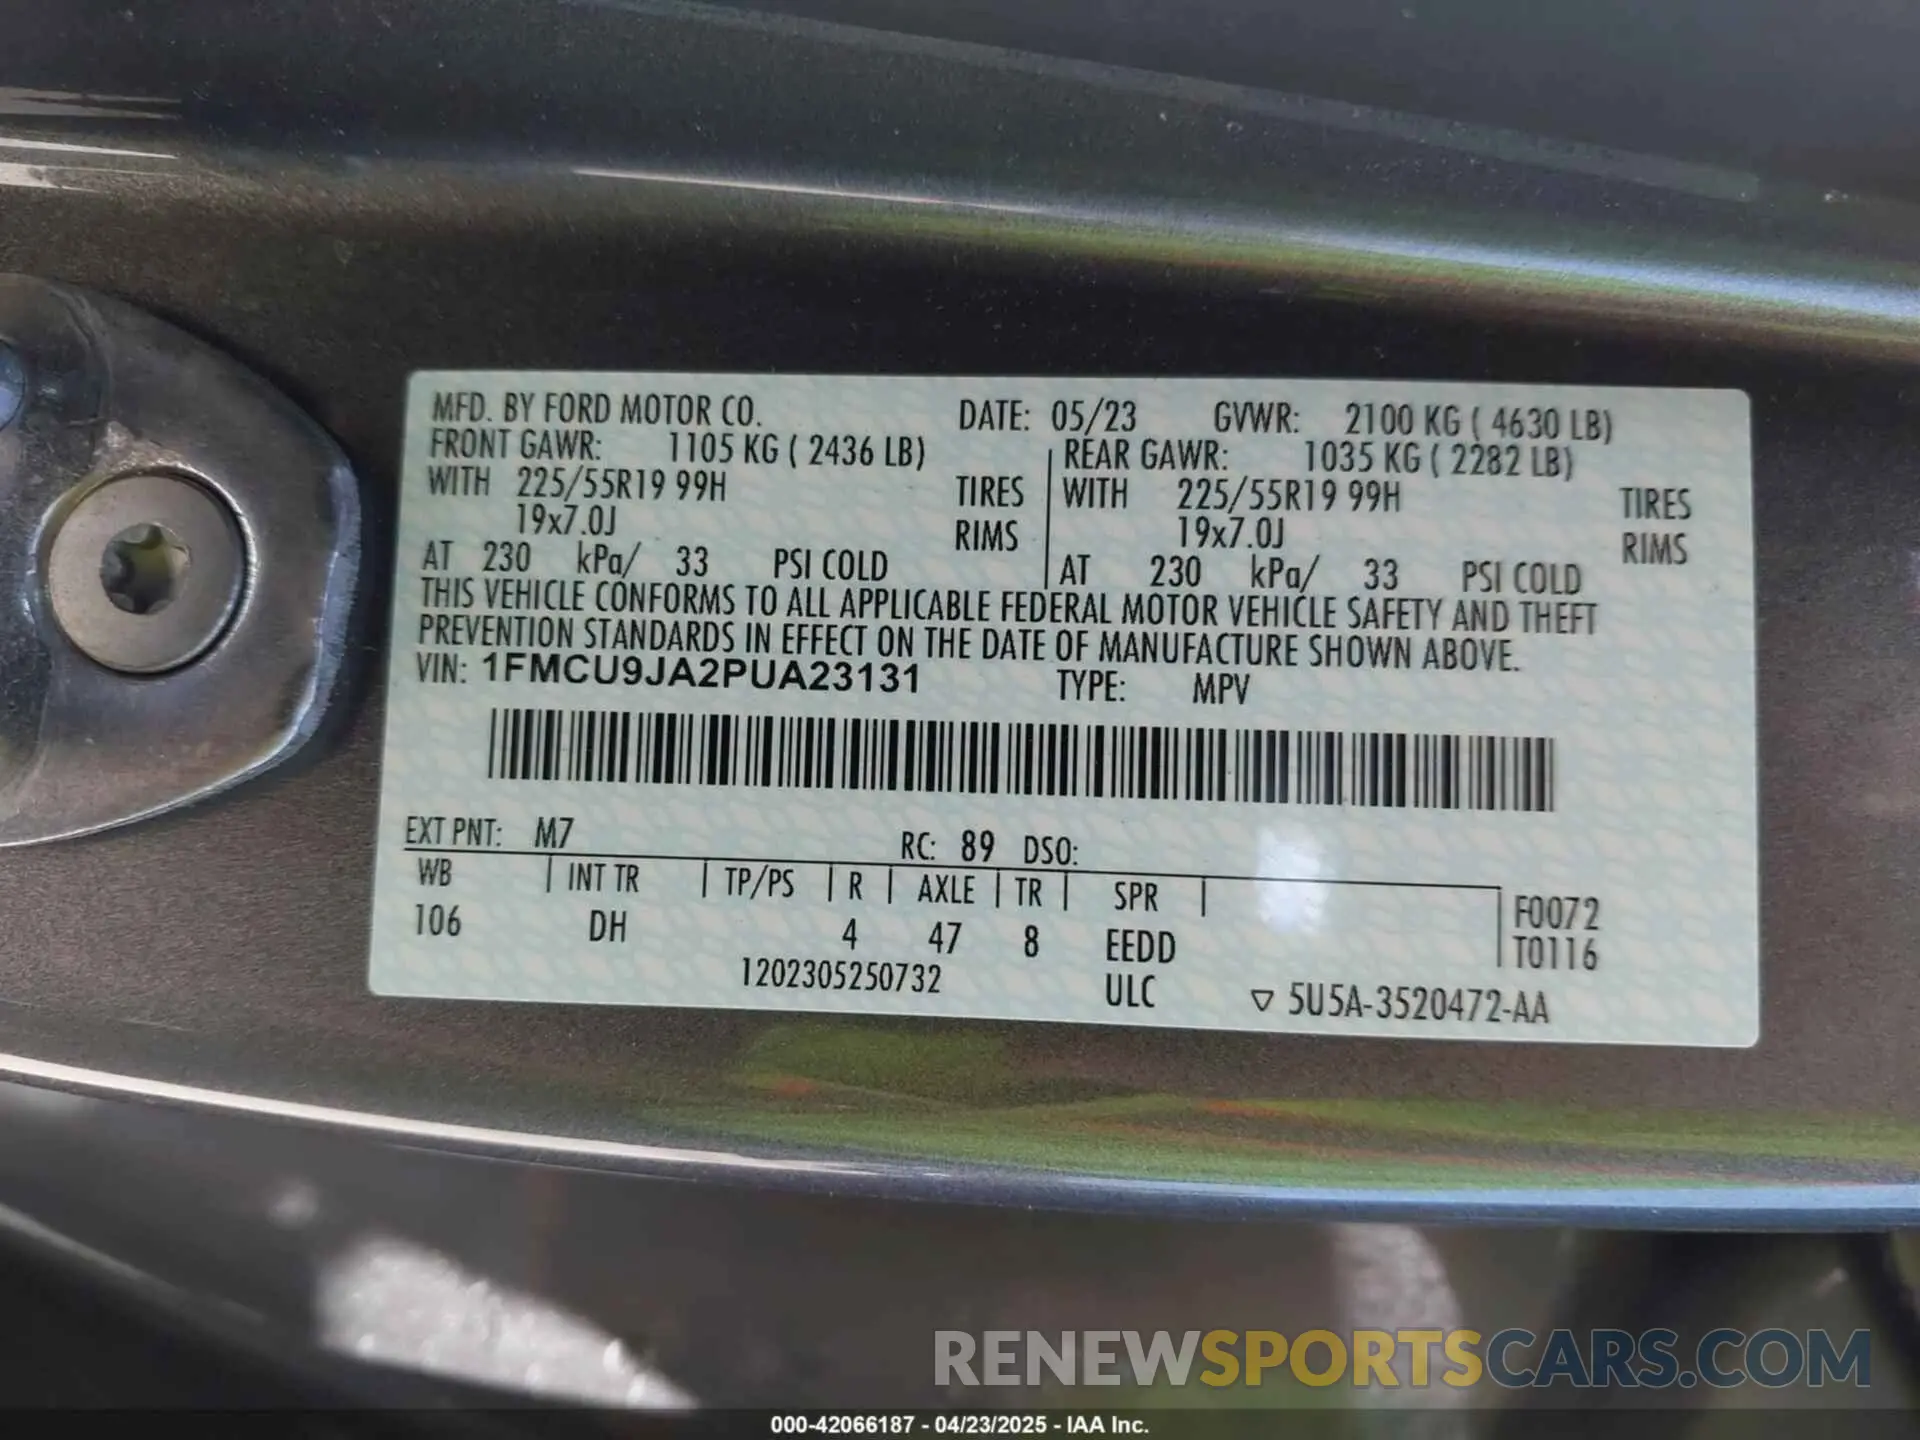 MFD. BY FORD MOTOR CO. DATE: 05/23 GVWR: 2100 KG ( 4630 LB)
FRONT GAWR: 1105 KG ( 2436 LB) REAR GAWR: 1035 KG ( 2282 LB)
WITH 225/55R19 99H TIRES WITH 225/55R19 99H TIRES
19x7.0J RIMS 19x7.0J RIMS
AT 230 kPa/ 33 PSI COLD AT 230 kPa/ 33 PSI COLD
THIS VEHICLE CONFORMS TO ALL APPLICABLE FEDERAL MOTOR VEHICLE SAFETY AND THEFT
PREVENTION STANDARDS IN EFFECT ON THE DATE OF MANUFACTURE SHOWN ABOVE.
VIN: 1FMCU9JA2PUA23131 TYPE: MPV
EXT PNT: M7 RC: 89 DSO:
WB INT TR TP/PS R AXLE TR SPR F0072
106 DH 4 47 8 EEDD T0116
1202305250732 ULC ▽ 5U5A-3520472-AA
RENEWSPORTSCARS.COM
000-42066187 - 04/23/2025 - IAA Inc.